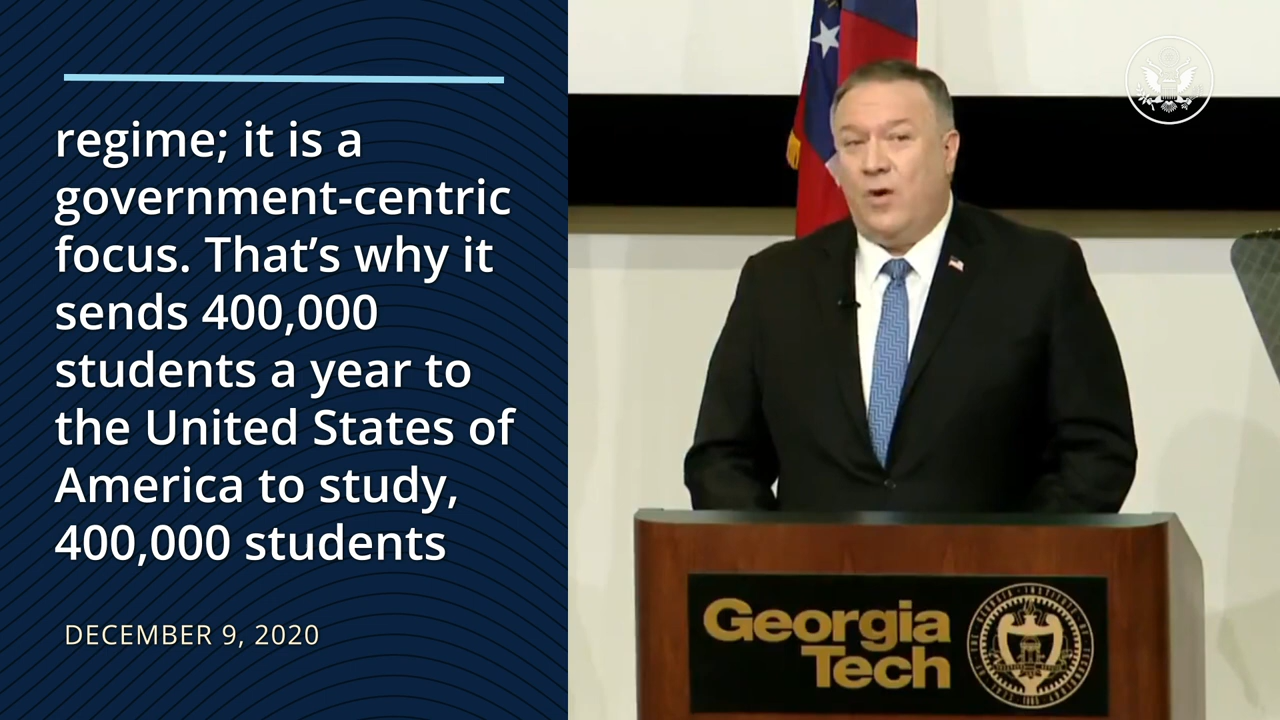 regime; it is a
government-centric
focus. That’s why it
sends 400,000
students a year to
the United States of
America to study,
400,000 students
DECEMBER 9, 2020
Georgia
Tech